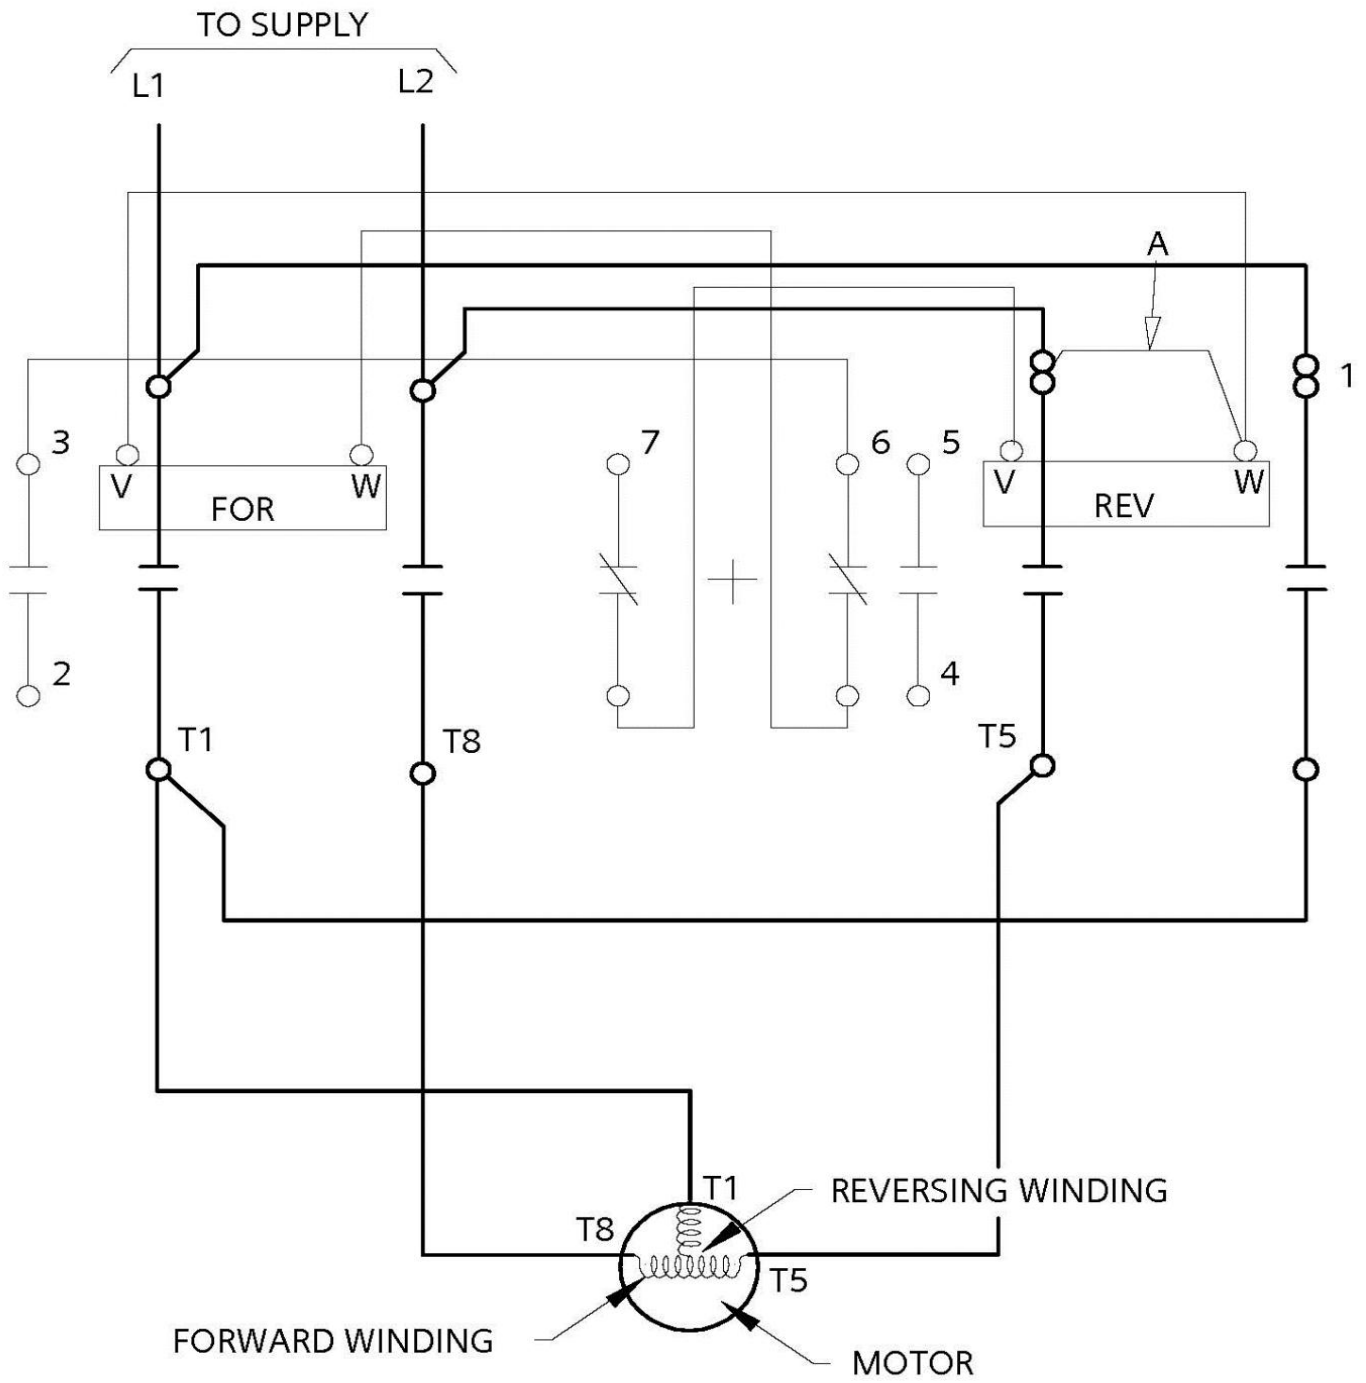 TO SUPPLY
L1
L2
A
1
3
7
6
5
V
W
V
W
FOR
REV
2
4
T1
T8
T5
T1
REVERSING WINDING
T8
T5
FORWARD WINDING
MOTOR